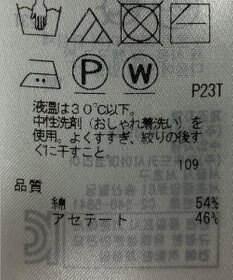 P W
P23T
液温は30℃以下。
中性洗剤（おしゃれ着洗い）を
使用。よくすすぎ、絞りの後す
ぐに干すこと。
109
品質
綿 54%
アセテート 46%